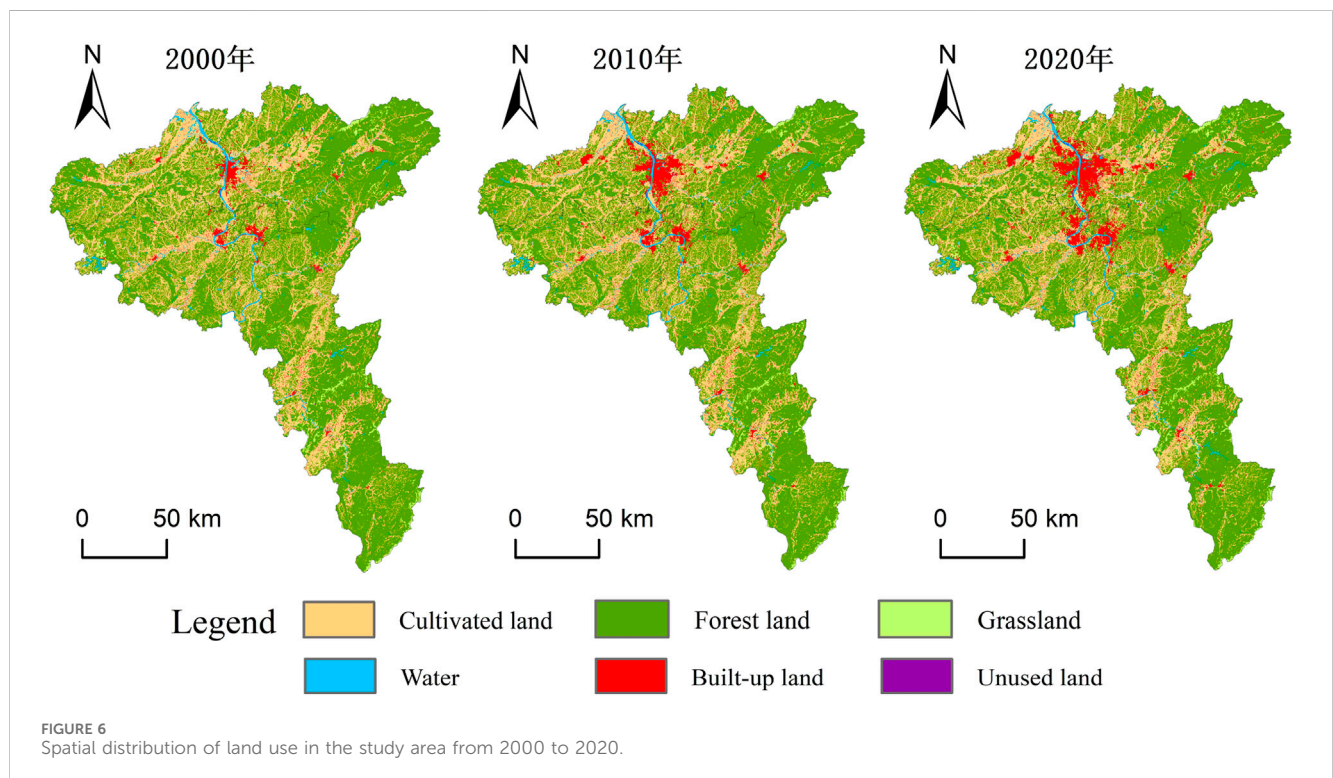 N
2000年
N
2010年
N
2020年
0 50 km
0 50 km
0 50 km
Legend
Cultivated land
Forest land
Grassland
Water
Built-up land
Unused land
FIGURE 6
Spatial distribution of land use in the study area from 2000 to 2020.